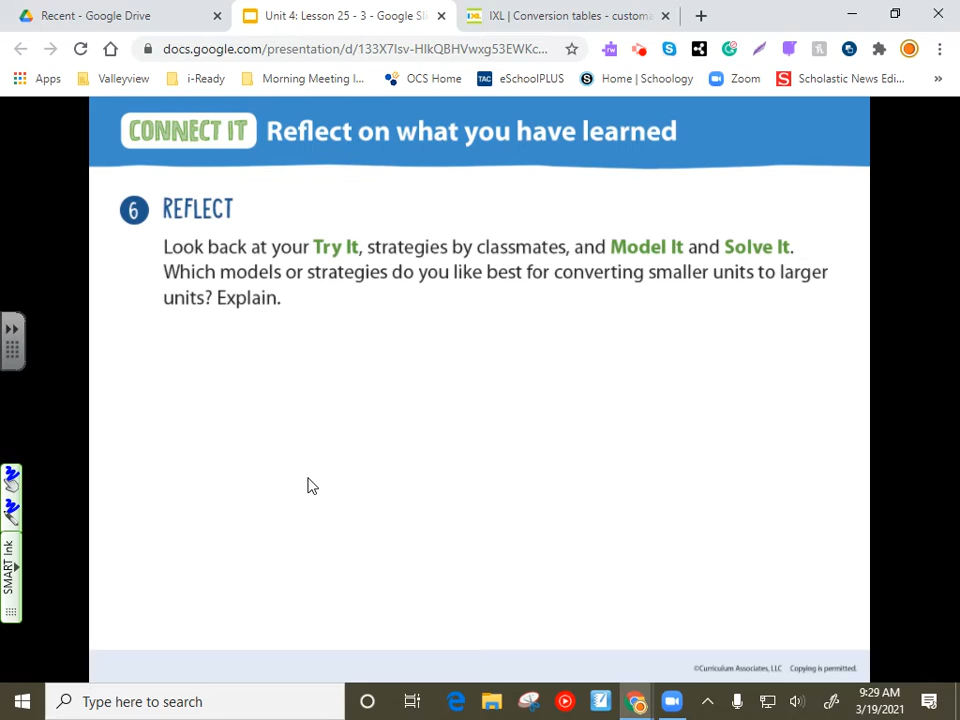 Recent - Google Drive
Unit 4: Lesson 25 - 3 - Google Sli
IXL | Conversion tables - custom
docs.google.com/presentation/d/133X7Isv-HlkQBHVwxg53EWKc...
Apps
Valleyview
i-Ready
Morning Meeting I...
OCS Home
TAC
eSchoolPLUS
Home | Schoology
Zoom
Scholastic News Edi...
»
CONNECT IT Reflect on what you have learned
6 REFLECT
Look back at your Try It, strategies by classmates, and Model It and Solve It.
Which models or strategies do you like best for converting smaller units to larger
units? Explain.
SMART Ink
©Curriculum Associates, LLC Copying is permitted.
Type here to search
9:29 AM
3/19/2021